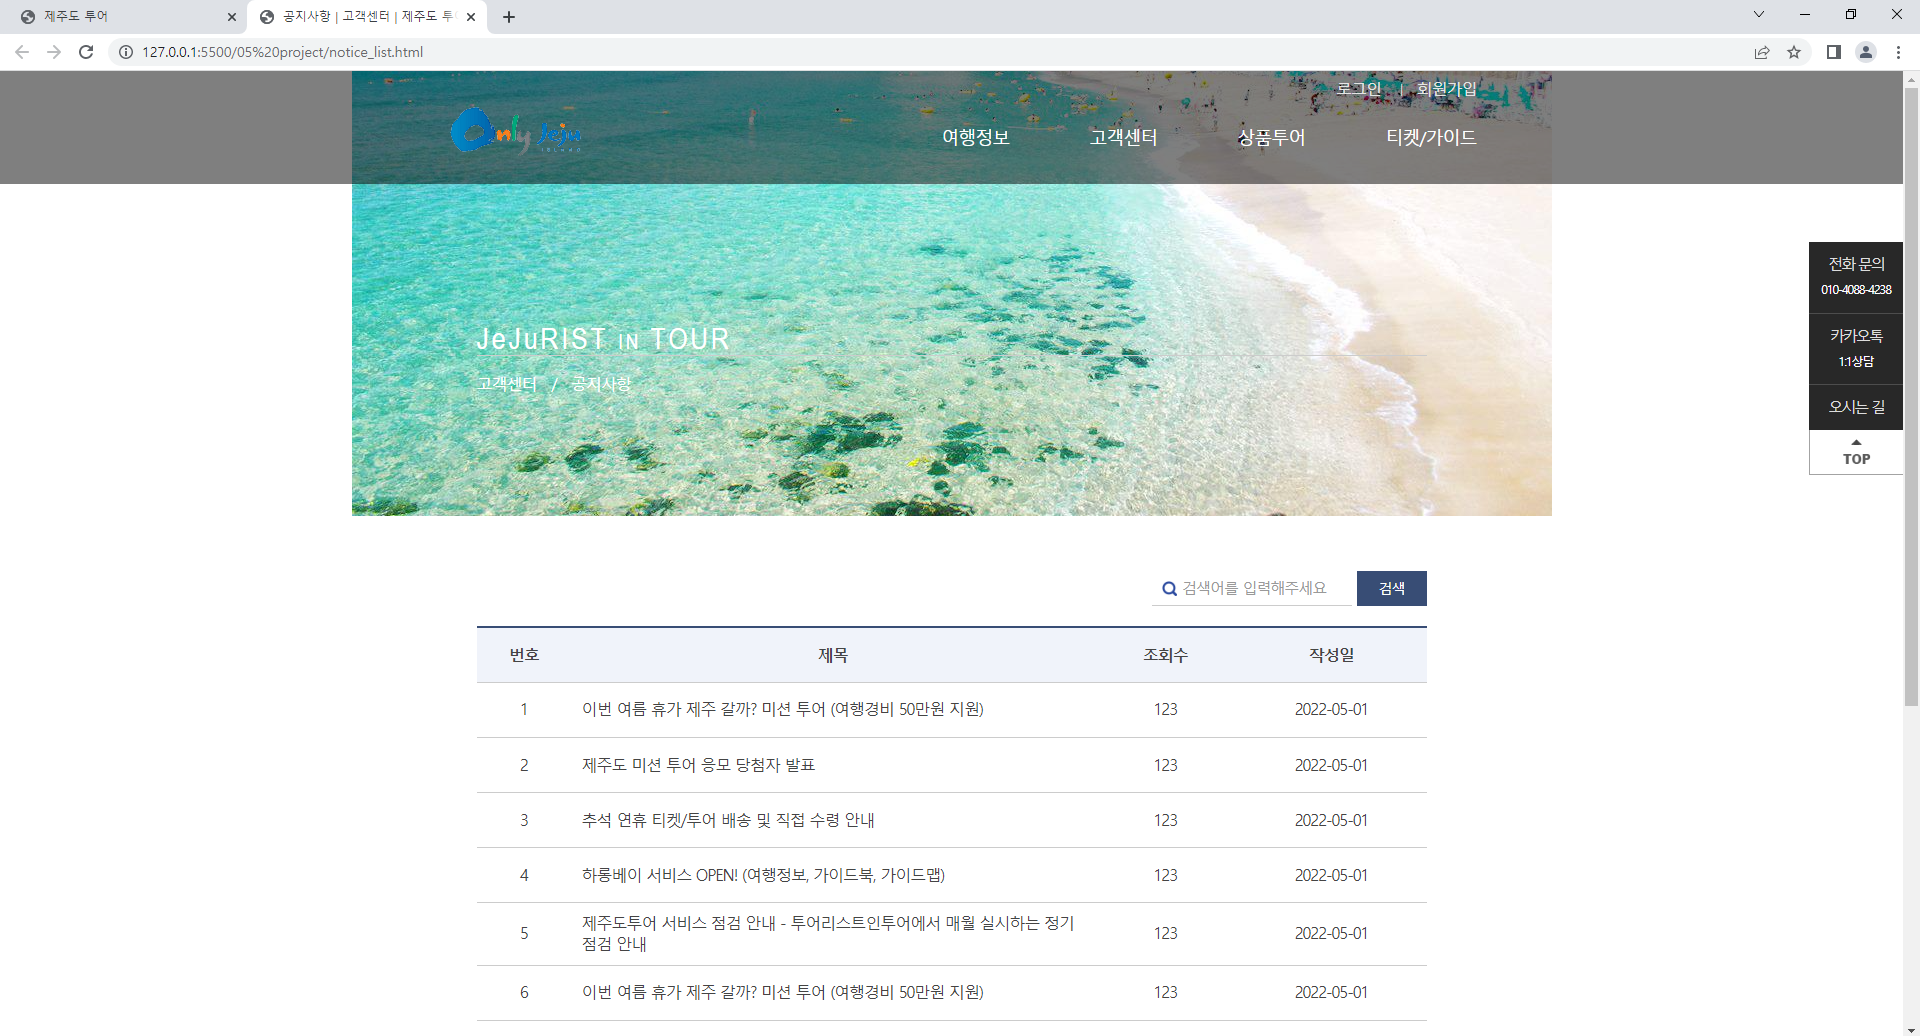 제주도 투어
공지사항 | 고객센터 | 제주도 투
127.0.0.1:5500/05%20project/notice_list.html
로그인 | 회원가입
Only Jeju
ISLAND
여행정보 고객센터 상품투어 티켓/가이드
전화 문의
010-4088-4238
카카오톡
1:1상담
오시는 길
TOP
JeJuRIST IN TOUR
고객센터 / 공지사항
검색어를 입력해주세요 검색
번호 제목 조회수 작성일
1 이번 여름 휴가 제주 갈까? 미션 투어 (여행경비 50만원 지원) 123 2022-05-01
2 제주도 미션 투어 응모 당첨자 발표 123 2022-05-01
3 추석 연휴 티켓/투어 배송 및 직접 수령 안내 123 2022-05-01
4 하롱베이 서비스 OPEN! (여행정보, 가이드북, 가이드맵) 123 2022-05-01
5 제주도투어 서비스 점검 안내 - 투어리스트인투어에서 매월 실시하는 정기 123 2022-05-01
점검 안내
6 이번 여름 휴가 제주 갈까? 미션 투어 (여행경비 50만원 지원) 123 2022-05-01